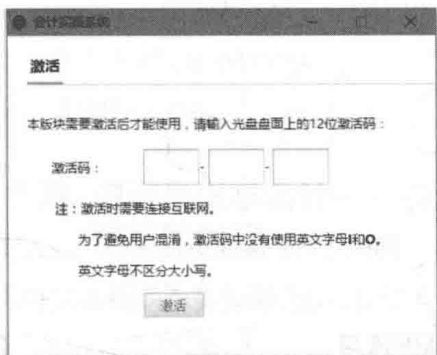 会计实操系统
激活
本版块需要激活后才能使用，请输入光盘盘面上的12位激活码：
激活码： - -
注：激活时需要连接互联网。
为了避免用户混淆，激活码中没有使用英文字母I和O。
英文字母不区分大小写。
激活